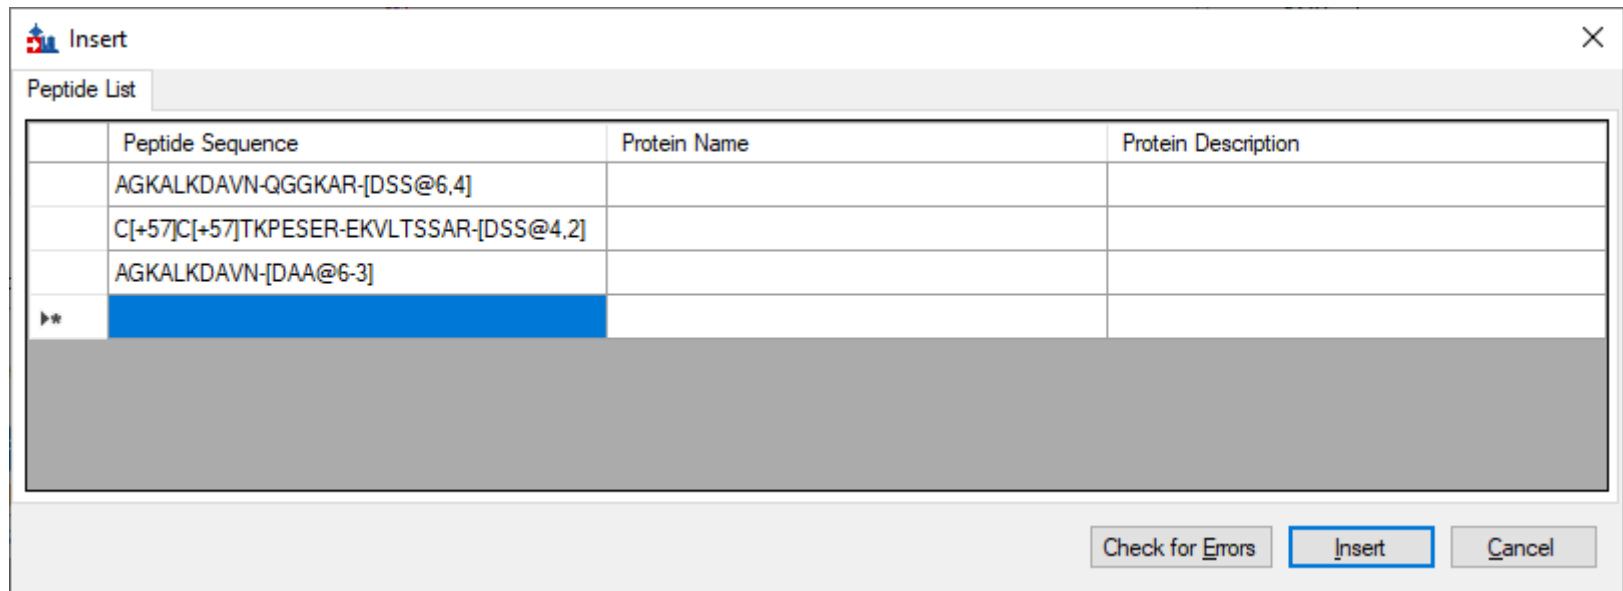 Insert
Peptide List
Peptide Sequence Protein Name Protein Description
AGKALKDAVN-QGGKAR-[DSS@6,4]
C[+57]C[+57]TKPESER-EKVLTSSAR-[DSS@4,2]
AGKALKDAVN-[DAA@6-3]
Check for Errors Insert Cancel